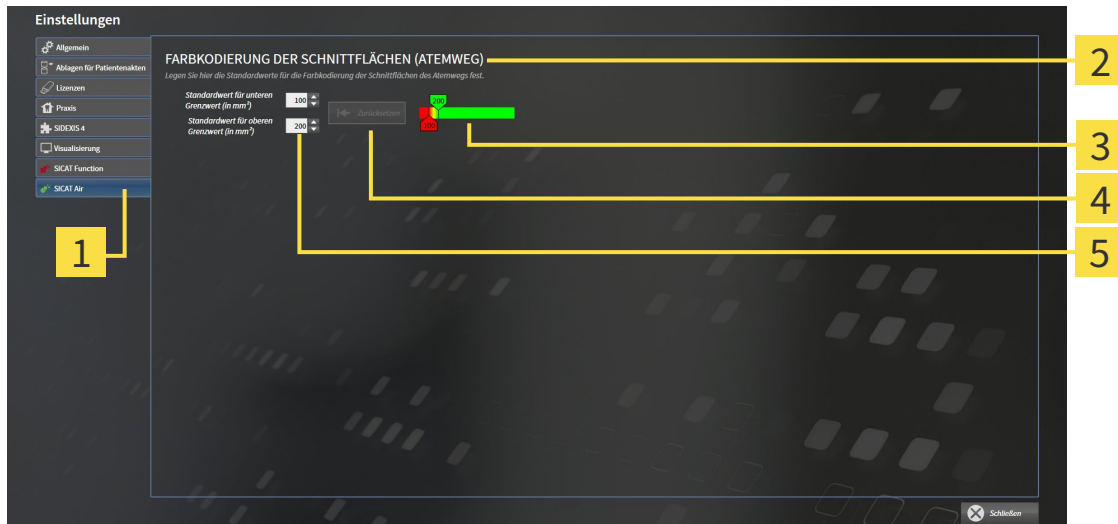 Einstellungen
Allgemein
Ablagen für Patientenakten
Lizenzen
Praxis
SIDEXIS 4
Visualisierung
SICAT Function
SICAT Air
FARBKODIERUNG DER SCHNITTFLÄCHEN (ATEMWEG)
Legen Sie hier die Standardwerte für die Farbkodierung der Schnittflächen des Atemwegs fest.
Standardwert für unteren
Grenzwert (in mm²)
100
Standardwert für oberen
Grenzwert (in mm²)
200
Zurücksetzen
200
100
Schließen
1
2
3
4
5